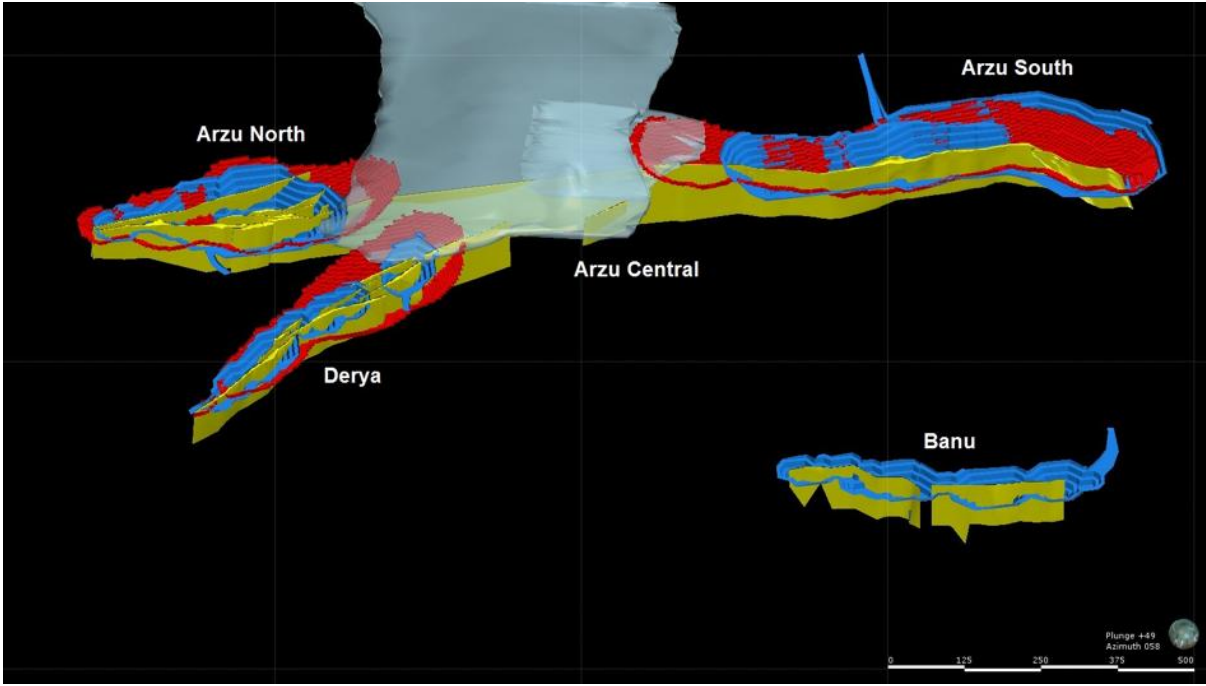 Arzu South
Arzu North
Arzu Central
Derya
Banu
Plunge +49
Azimuth 058
0 125 250 375 500